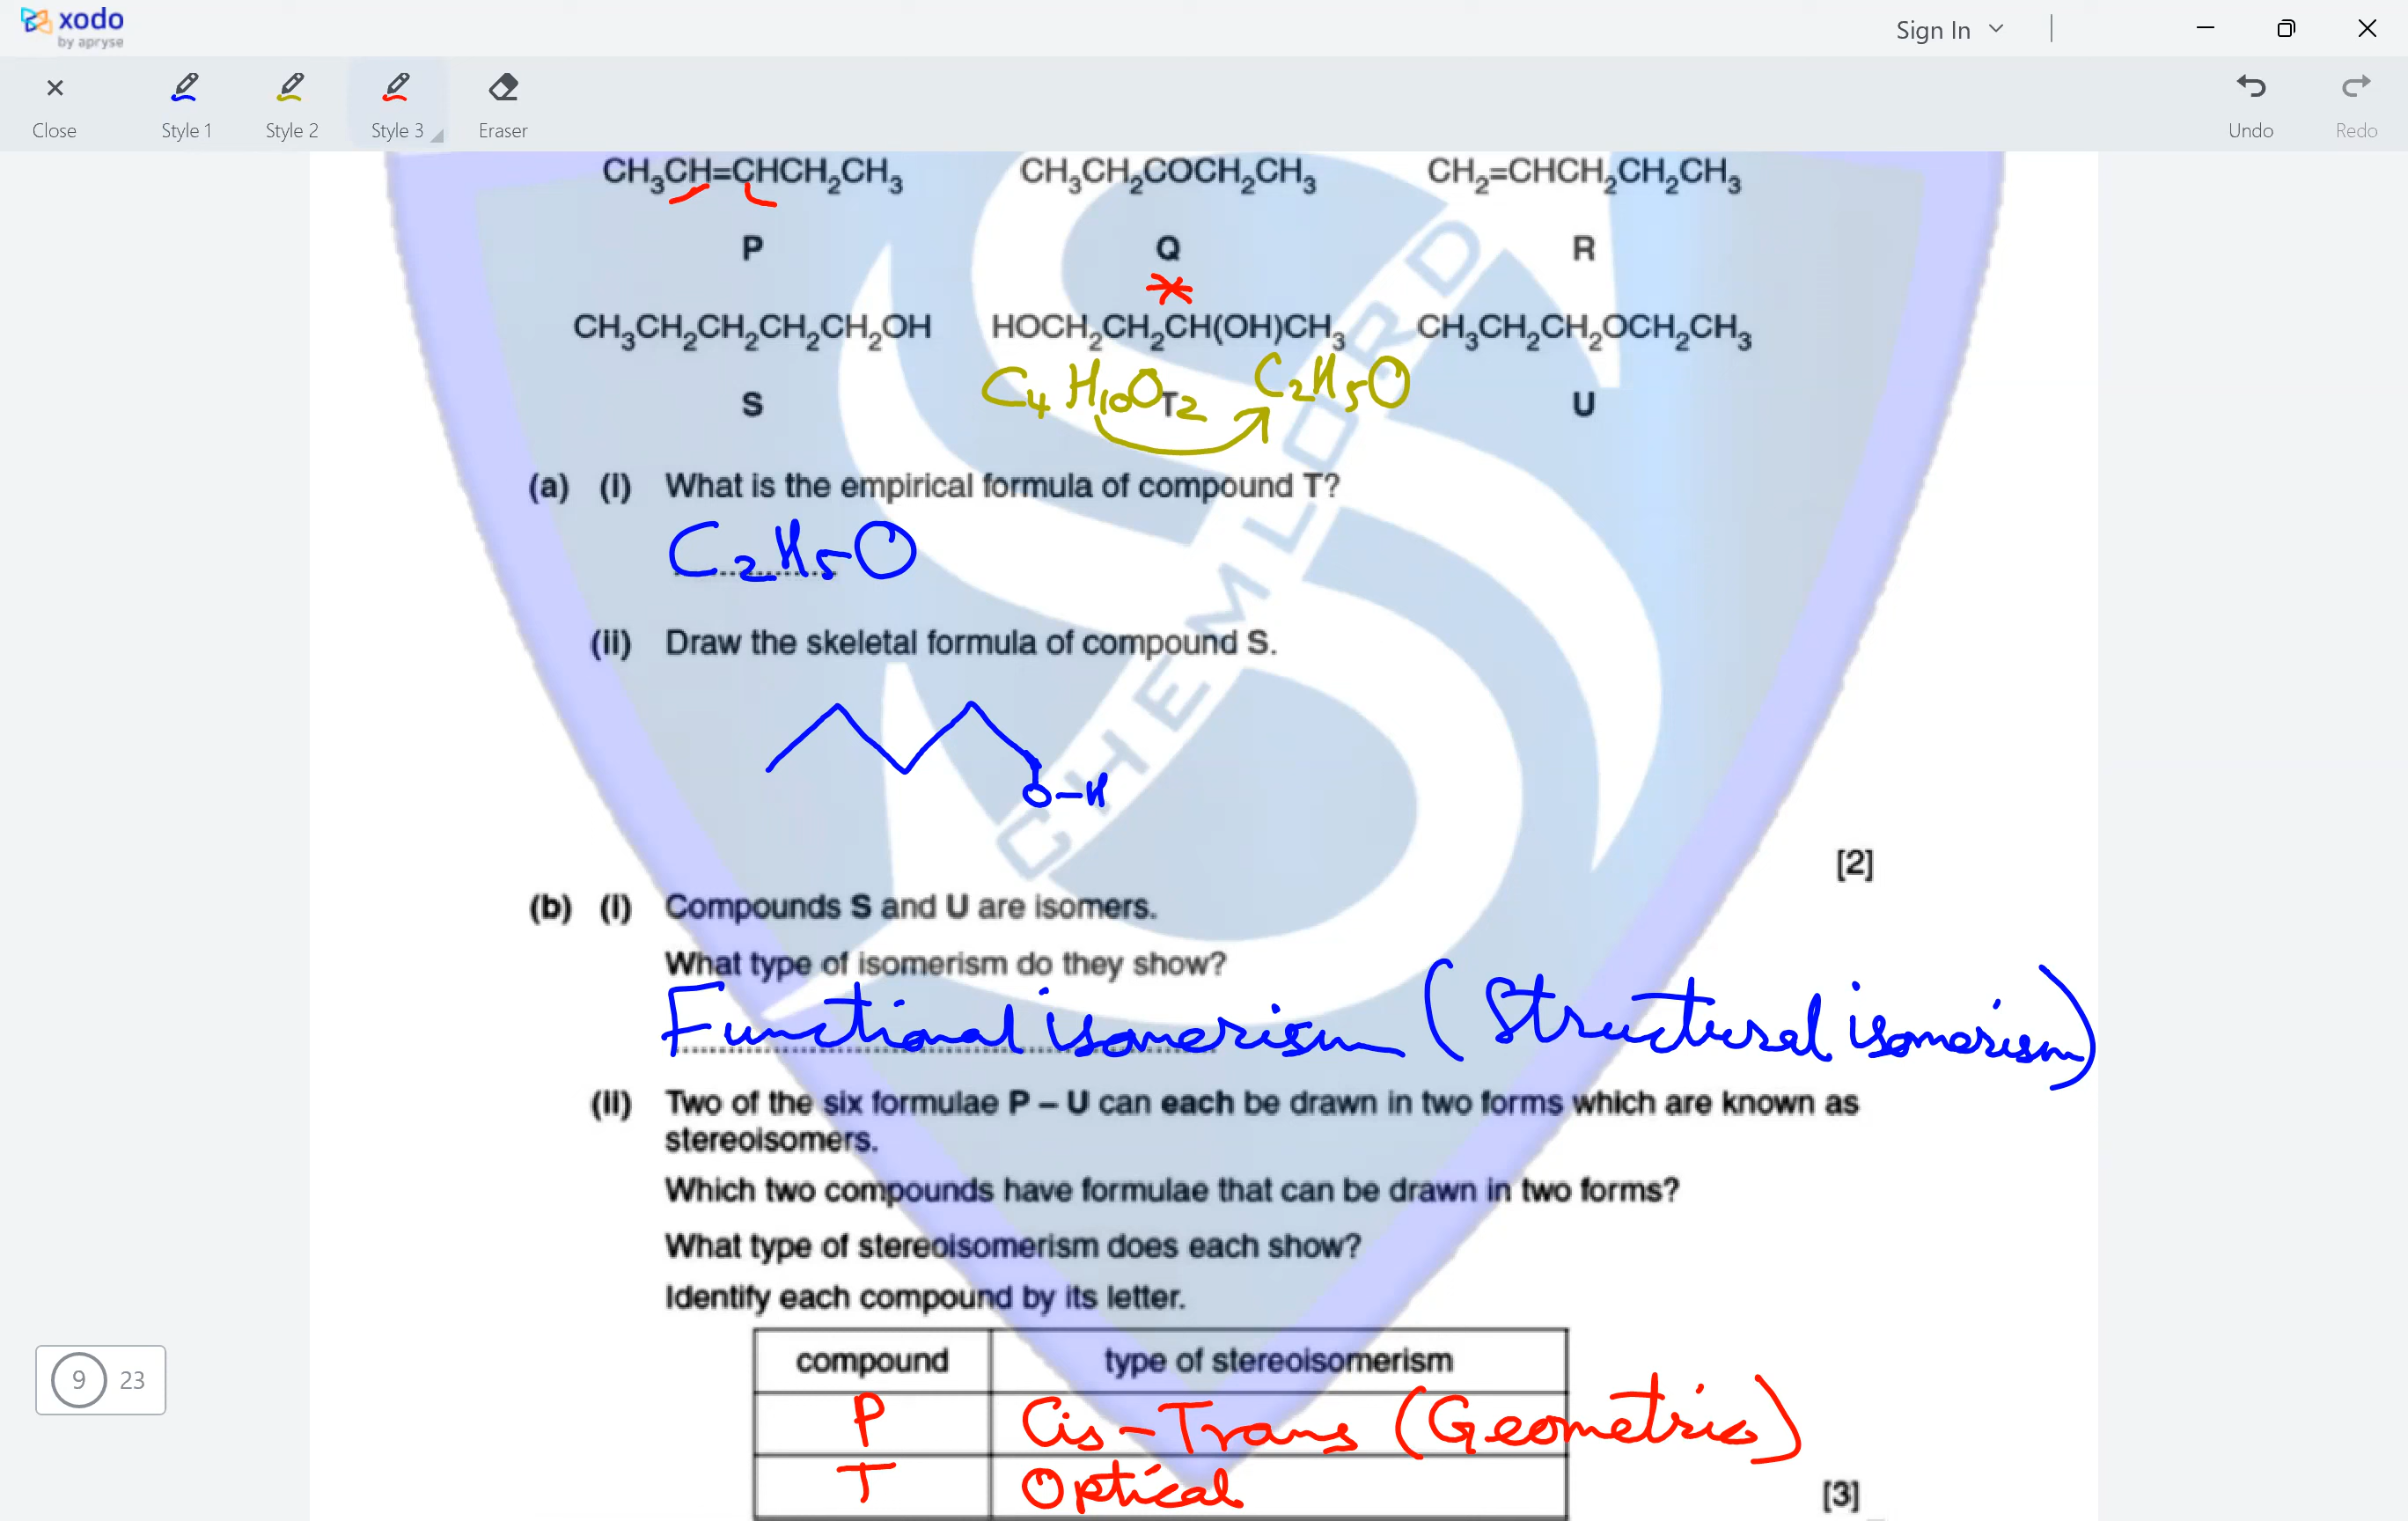 xodo
by apryse
Sign In
Close
Style 1
Style 2
Style 3
Eraser
Undo
Redo
CH₃CH=CHCH₂CH₃ CH₃CH₂COCH₂CH₃ CH₂=CHCH₂CH₂CH₃
P Q R
CH₃CH₂CH₂CH₂CH₂OH HOCH₂CH₂CH(OH)CH₃ CH₃CH₂CH₂OCH₂CH₃
C₄H₁₀O₂ C₂H₅O
S T U
(a) (i) What is the empirical formula of compound T?
C₂H₅O
(ii) Draw the skeletal formula of compound S.
O-H
[2]
(b) (i) Compounds S and U are isomers.
What type of isomerism do they show?
Functional isomerism (Structural isomerism)
(ii) Two of the six formulae P – U can each be drawn in two forms which are known as
stereoisomers.
Which two compounds have formulae that can be drawn in two forms?
What type of stereoisomerism does each show?
Identify each compound by its letter.
compound type of stereoisomerism
P Cis-Trans (Geometric)
T Optical
[3]
9 23
CHEMLORD